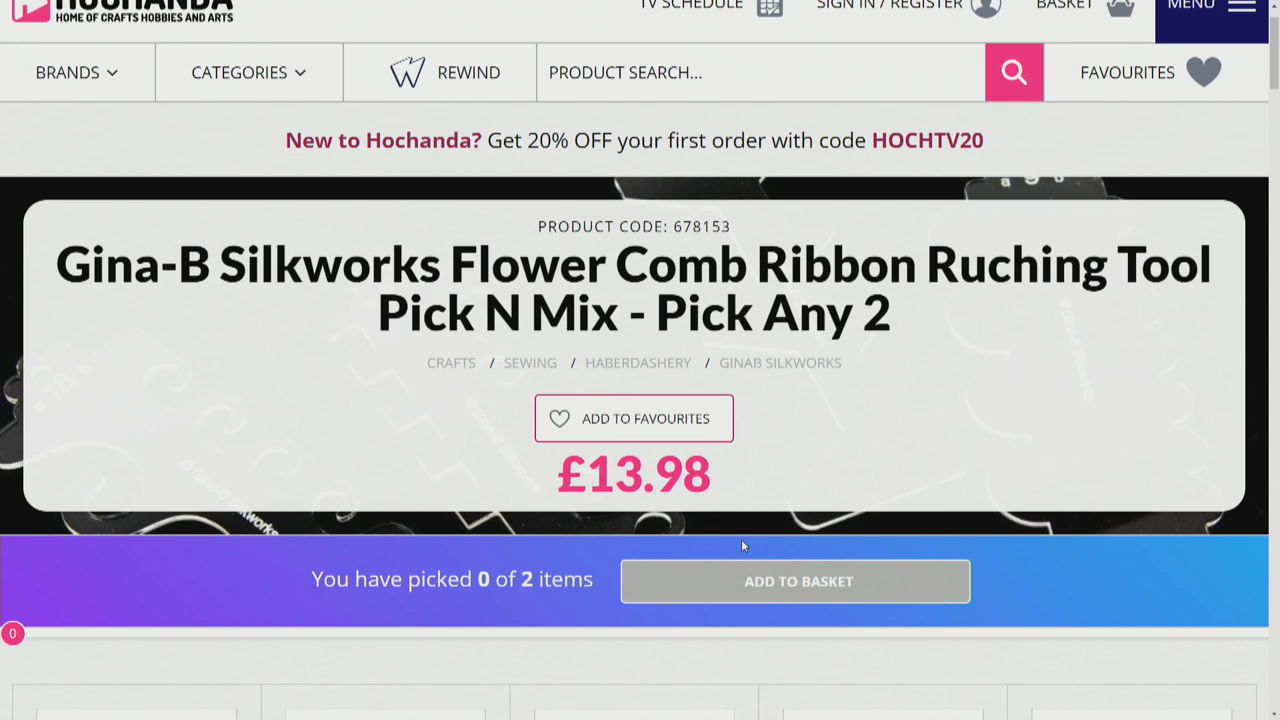 HOCHANDA
HOME OF CRAFTS HOBBIES AND ARTS
TV SCHEDULE
SIGN IN / REGISTER
BASKET
MENU
BRANDS
CATEGORIES
REWIND
PRODUCT SEARCH...
FAVOURITES
New to Hochanda? Get 20% OFF your first order with code HOCHTV20
PRODUCT CODE: 678153
Gina-B Silkworks Flower Comb Ribbon Ruching Tool
Pick N Mix - Pick Any 2
CRAFTS / SEWING / HABERDASHERY / GINAB SILKWORKS
ADD TO FAVOURITES
£13.98
You have picked 0 of 2 items
ADD TO BASKET
0